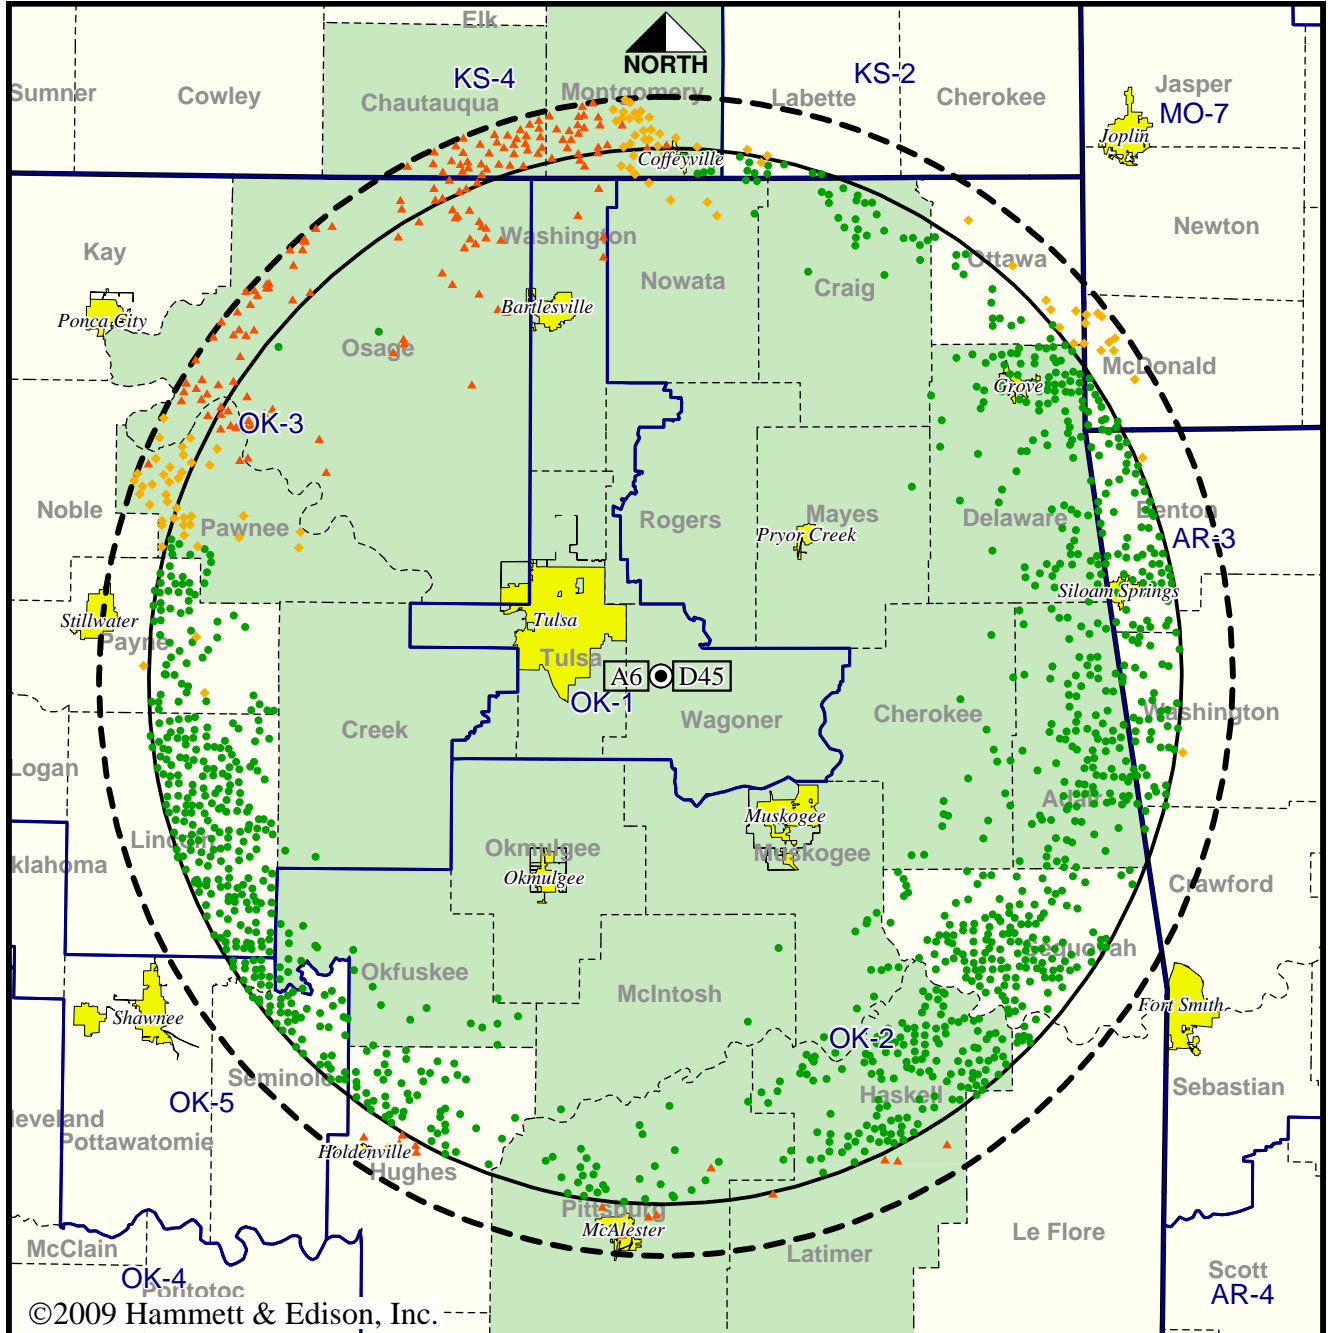 Elk
NORTH
KS-4
KS-2
Sumner
Cowley
Chautauqua
Montgomery
Labette
Cherokee
Jasper
MO-7
Joplin
Coffeyville
Kay
Washington
Nowata
Craig
Ottawa
Newton
Ponca City
Bartlesville
Osage
McDonald
Grove
OK-3
Noble
Pawnee
Rogers
Mayes
Pryor Creek
Delaware
Benton
AR-3
Siloam Springs
Stillwater
Payne
Tulsa
Tulsa
A6
D45
OK-1
Wagoner
Creek
Cherokee
Washington
Logan
Lincoln
Adair
Muskogee
Muskogee
klahoma
Okmulgee
Okmulgee
Crawford
Sequoyah
Okfuskee
McIntosh
Fort Smith
Shawnee
OK-2
Seminole
Haskell
Sebastian
OK-5
leveland
Pottawatomie
Holdenville
Hughes
Pittsburg
McAlester
Latimer
Le Flore
McClain
OK-4
Pontotoc
Scott
AR-4
©2009 Hammett & Edison, Inc.